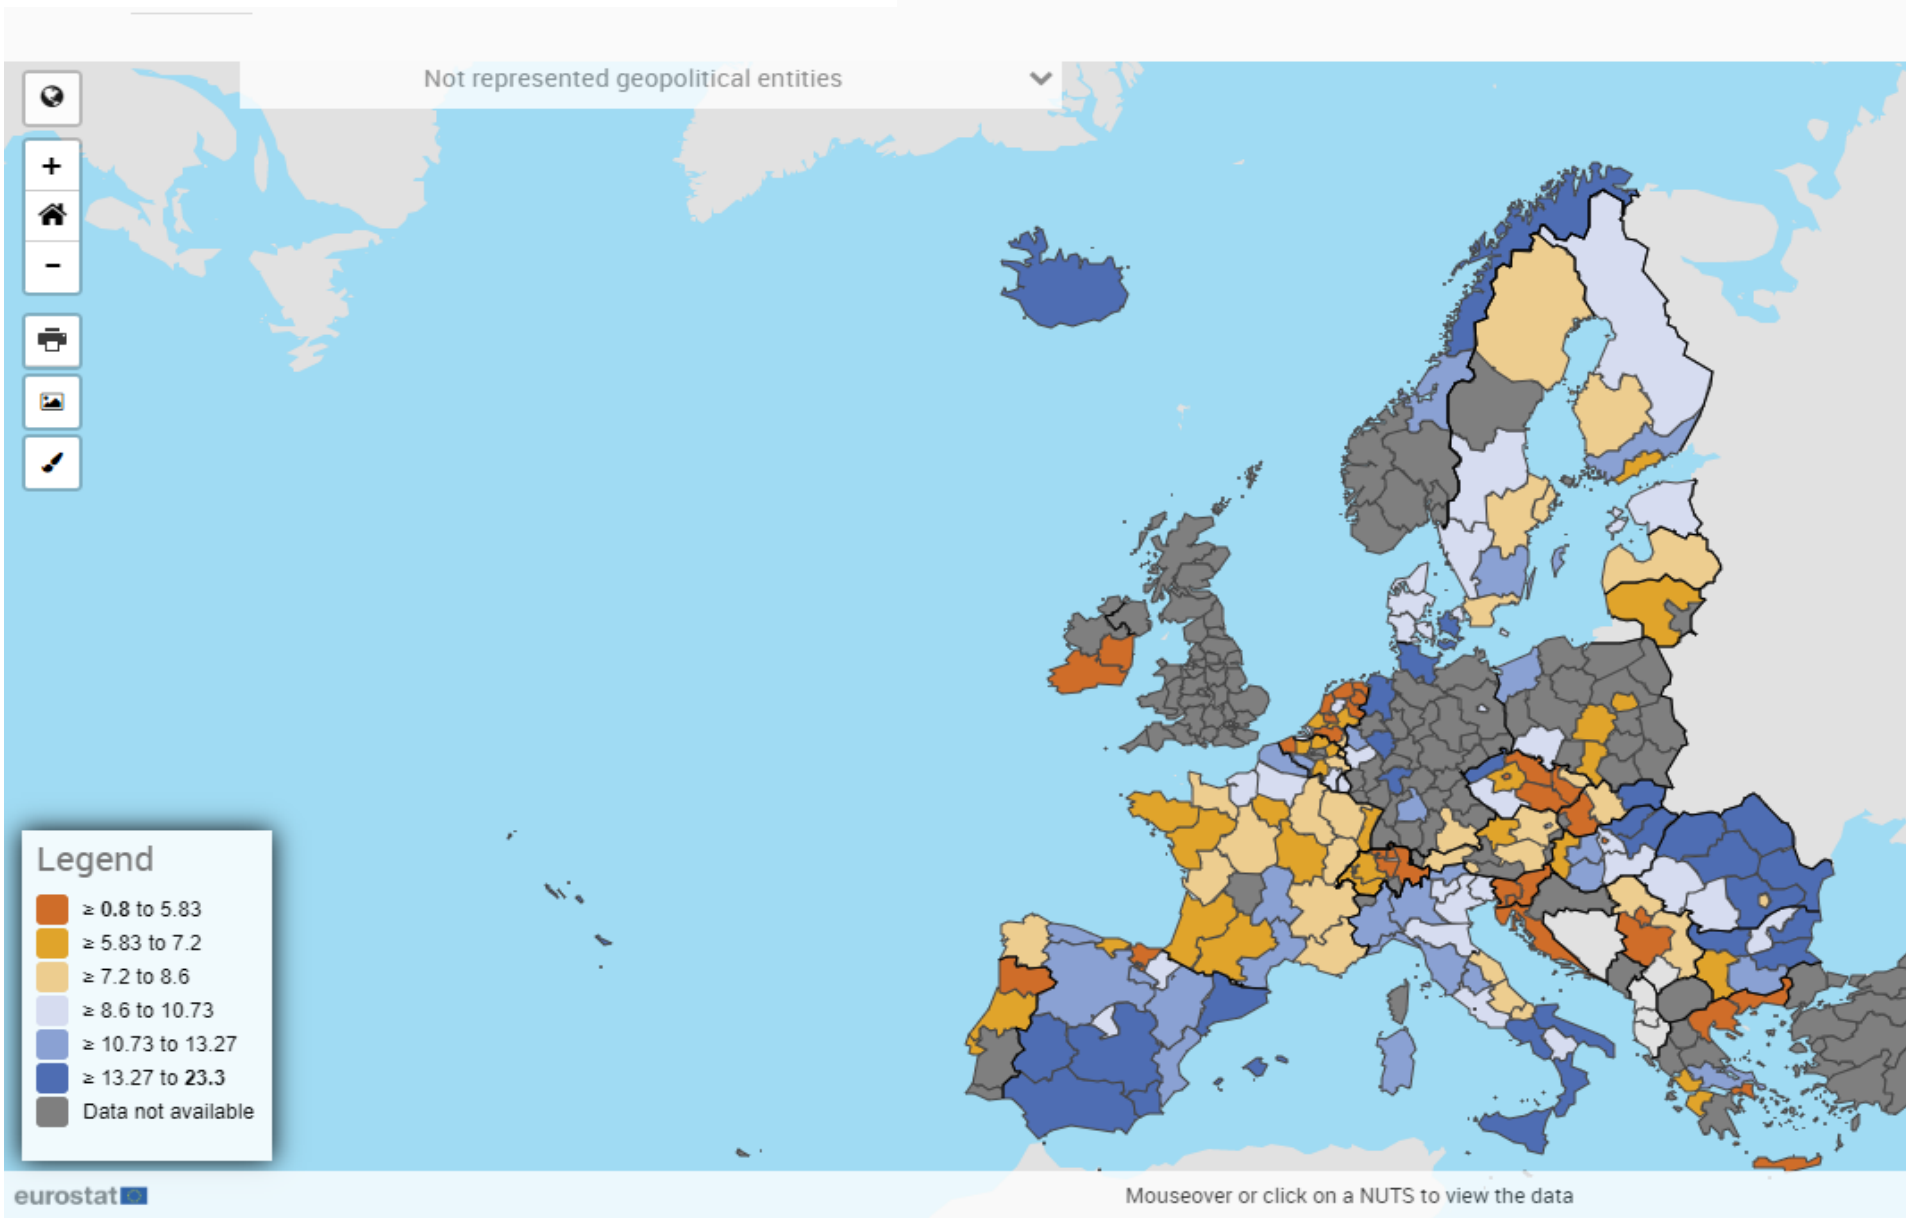 Not represented geopolitical entities
+
−
Legend
≥ 0.8 to 5.83
≥ 5.83 to 7.2
≥ 7.2 to 8.6
≥ 8.6 to 10.73
≥ 10.73 to 13.27
≥ 13.27 to 23.3
Data not available
eurostat
Mouseover or click on a NUTS to view the data